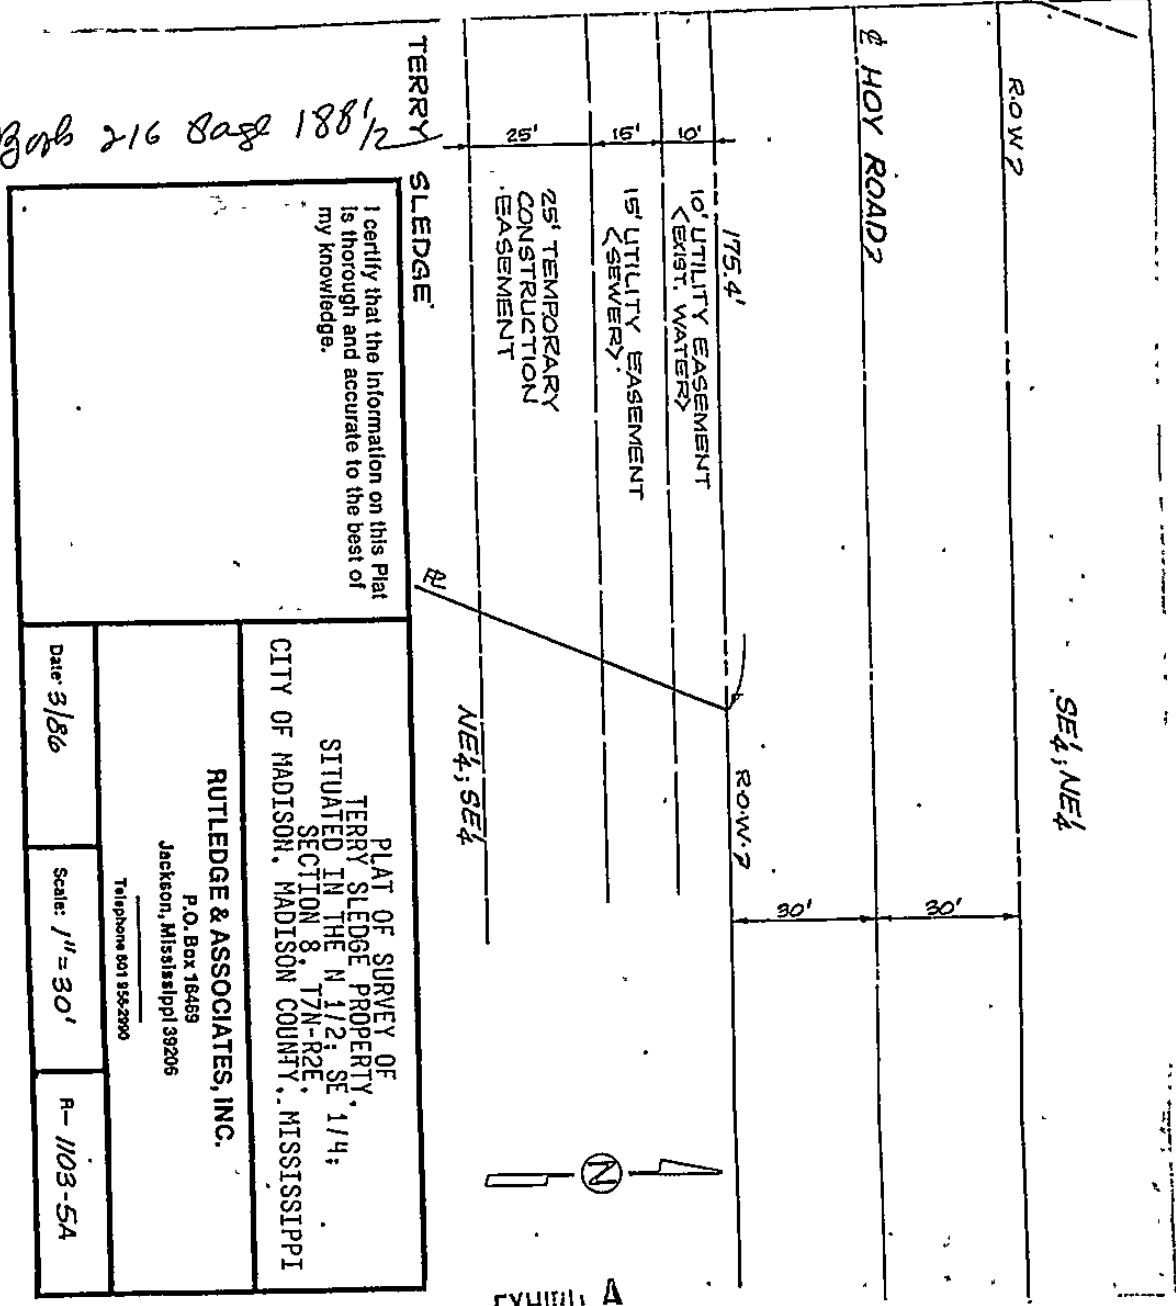 R.O.W.
SE¼; NE¼
₵ HOY ROAD
30'
30'
R.O.W.
175.4'
10' UTILITY EASEMENT
<EXIST. WATER>
15' UTILITY EASEMENT
<SEWER>
25' TEMPORARY
CONSTRUCTION
EASEMENT
10'
15'
25'
NE¼; SE¼
N
TERRY SLEDGE
Book 216 Page 188 1/2
I certify that the information on this Plat
is thorough and accurate to the best of
my knowledge.
PLAT OF SURVEY OF
TERRY SLEDGE PROPERTY,
SITUATED IN THE N 1/2; SE 1/4;
SECTION 8, T7N-R2E,
CITY OF MADISON, MADISON COUNTY, MISSISSIPPI
RUTLEDGE & ASSOCIATES, INC.
P.O. Box 16469
Jackson, Mississippi 39206
Telephone 601 956-2990
Date: 3/86
Scale: 1"=30'
R- 1103-5A
EXHIBIT A